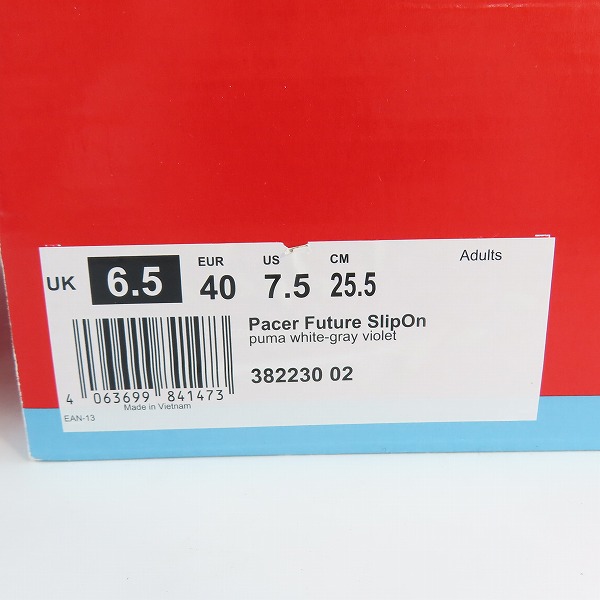 EUR US CM Adults
UK 6.5 40 7.5 25.5
Pacer Future SlipOn
puma white-gray violet
382230 02
4 063699 841473
Made in Vietnam
EAN-13